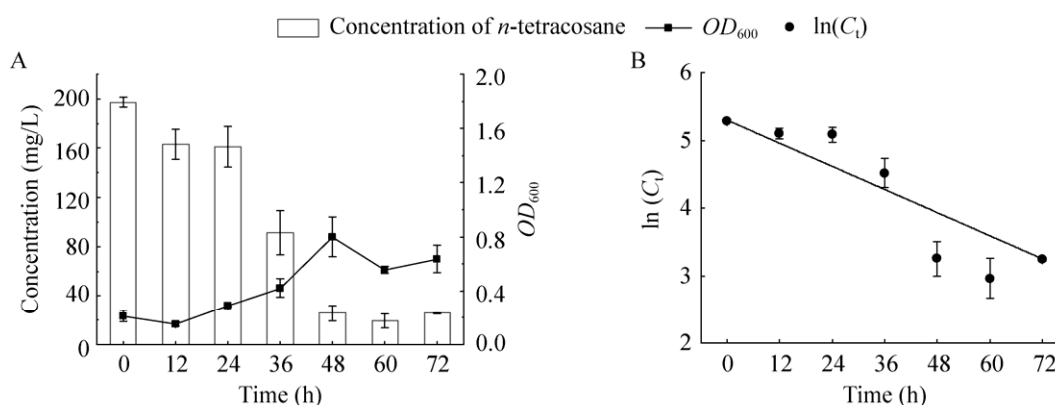 Concentration of n-tetracosane OD600 ln(Ct)
A
Concentration (mg/L)
200
160
120
80
40
0
2.0
1.6
1.2
0.8
0.4
0.0
OD600
0 12 24 36 48 60 72
Time (h)
B
ln (Ct)
6
5
4
3
2
0 12 24 36 48 60 72
Time (h)